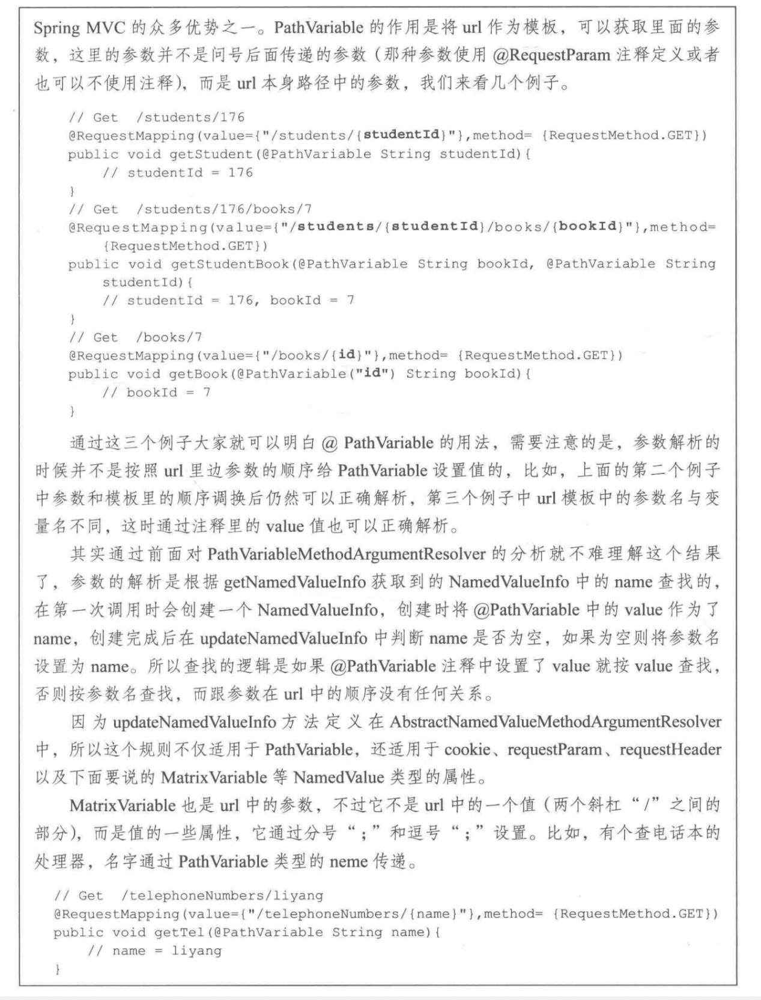 Spring MVC 的众多优势之一。PathVariable 的作用是将 url 作为模板，可以获取里面的参
数，这里的参数并不是问号后面传递的参数（那种参数使用 @RequestParam 注释定义或者
也可以不使用注释），而是 url 本身路径中的参数，我们来看几个例子。
// Get  /students/176
@RequestMapping(value={"/students/{studentId}"},method= {RequestMethod.GET})
public void getStudent(@PathVariable String studentId){
// studentId = 176
}
// Get  /students/176/books/7
@RequestMapping(value={"/students/{studentId}/books/{bookId}"},method=
{RequestMethod.GET})
public void getStudentBook(@PathVariable String bookId, @PathVariable String
studentId){
// studentId = 176, bookId = 7
}
// Get  /books/7
@RequestMapping(value={"/books/{id}"},method= {RequestMethod.GET})
public void getBook(@PathVariable("id") String bookId){
// bookId = 7
}
通过这三个例子大家就可以明白 @ PathVariable 的用法，需要注意的是，参数解析的
时候并不是按照 url 里边参数的顺序给 PathVariable 设置值的，比如，上面的第二个例子
中参数和模板里的顺序调换后仍然可以正确解析，第三个例子中 url 模板中的参数名与变
量名不同，这时通过注释里的 value 值也可以正确解析。
其实通过前面对 PathVariableMethodArgumentResolver 的分析就不难理解这个结果
了，参数的解析是根据 getNamedValueInfo 获取到的 NamedValueInfo 中的 name 查找的，
在第一次调用时会创建一个 NamedValueInfo，创建时将 @PathVariable 中的 value 作为了
name，创建完成后在 updateNamedValueInfo 中判断 name 是否为空，如果为空则将参数名
设置为 name。所以查找的逻辑是如果 @PathVariable 注释中设置了 value 就按 value 查找，
否则按参数名查找，而跟参数在 url 中的顺序没有任何关系。
因为 updateNamedValueInfo 方法定义在 AbstractNamedValueMethodArgumentResolver
中，所以这个规则不仅适用于 PathVariable，还适用于 cookie、requestParam、requestHeader
以及下面要说的 MatrixVariable 等 NamedValue 类型的属性。
MatrixVariable 也是 url 中的参数，不过它不是 url 中的一个值（两个斜杠“/”之间的
部分），而是值的一些属性，它通过分号“；”和逗号“；”设置。比如，有个查电话本的
处理器，名字通过 PathVariable 类型的 neme 传递。
// Get  /telephoneNumbers/liyang
@RequestMapping(value={"/telephoneNumbers/{name}"},method= {RequestMethod.GET})
public void getTel(@PathVariable String name){
// name = liyang
}